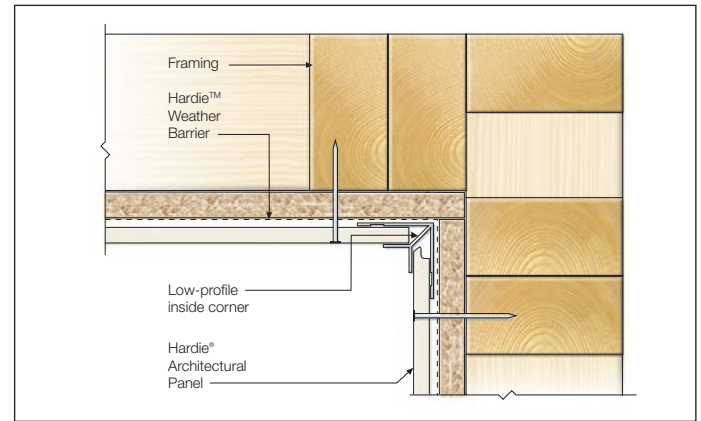 Framing
Hardie™
Weather
Barrier
Low-profile
inside corner
Hardie®
Architectural
Panel